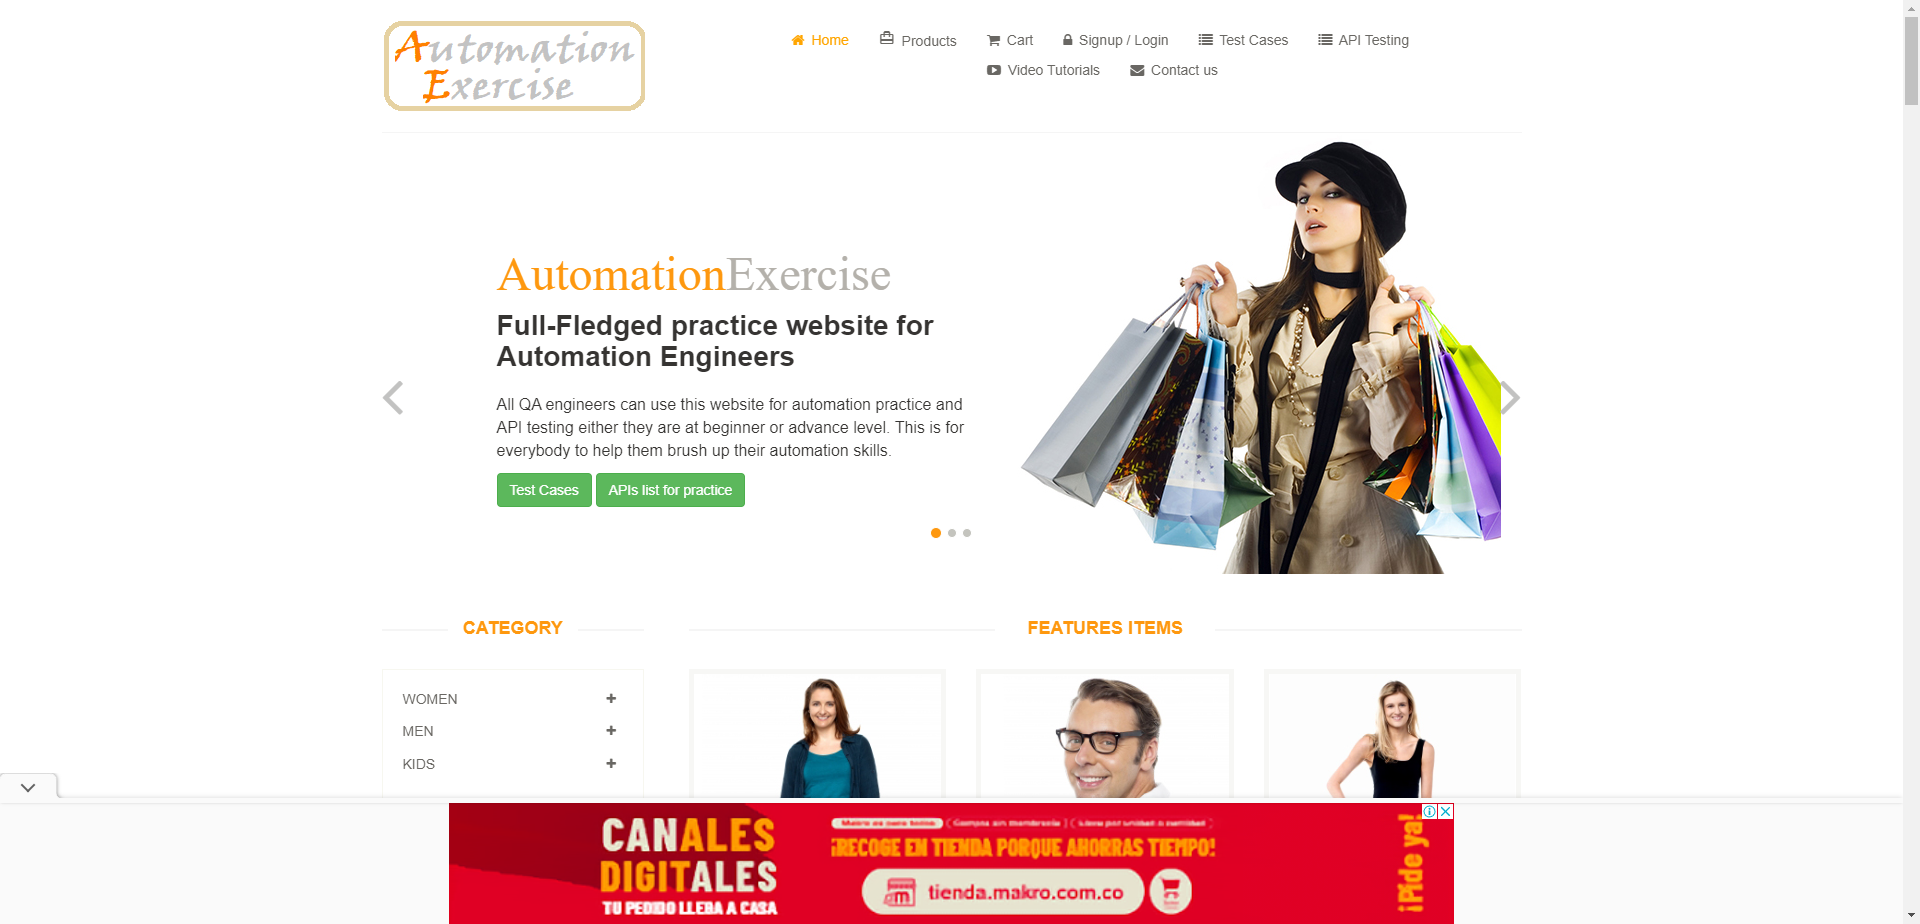 Automation
Exercise
Home
Products
Cart
Signup / Login
Test Cases
API Testing
Video Tutorials
Contact us
AutomationExercise
Full-Fledged practice website for
Automation Engineers
All QA engineers can use this website for automation practice and
API testing either they are at beginner or advance level. This is for
everybody to help them brush up their automation skills.
Test Cases
APIs list for practice
CATEGORY
FEATURES ITEMS
WOMEN
MEN
KIDS
CANALES
DIGITALES
TU PEDIDO LLEGA A CASA
¡RECOGE EN TIENDA PORQUE AHORRAS TIEMPO!
tienda.makro.com.co
¡Pide ya!